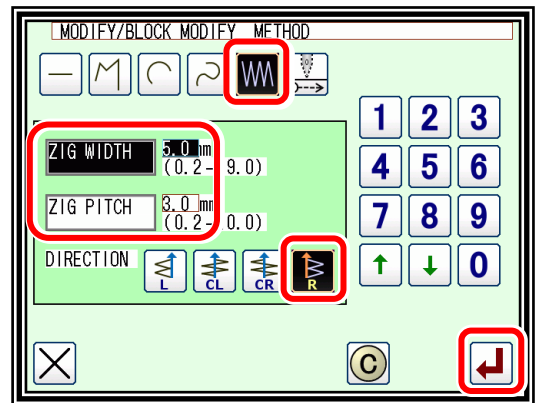 MODIFY/BLOCK MODIFY METHOD
1 2 3
ZIG WIDTH 5.0 mm
(0.2- 9.0)
4 5 6
ZIG PITCH 3.0 mm
(0.2- 0.0)
7 8 9
DIRECTION L CL CR R
↑ ↓ 0
C